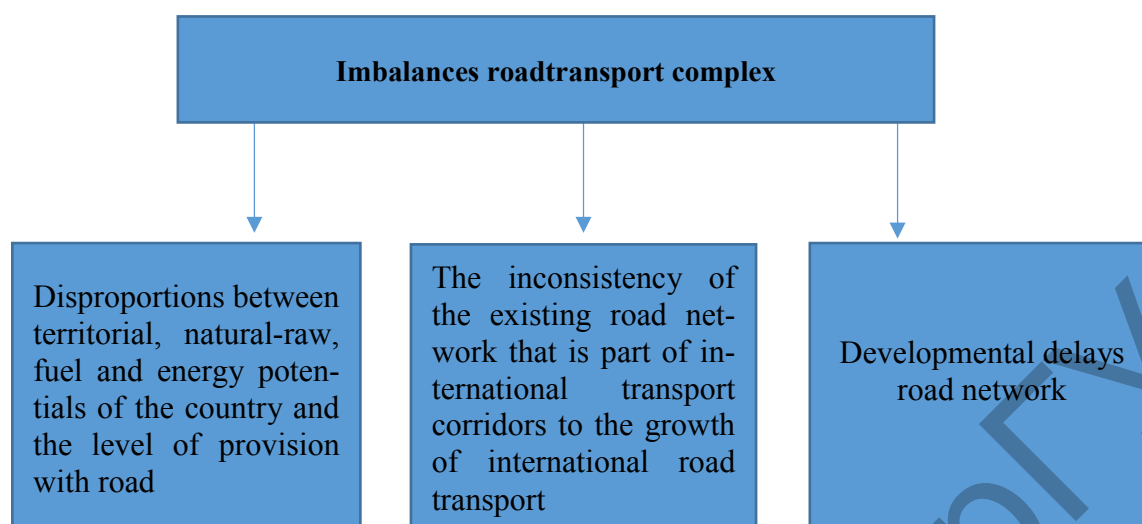 Imbalances roadtransport complex
Disproportions between
territorial, natural-raw,
fuel and energy poten-
tials of the country and
the level of provision
with road
The inconsistency of
the existing road net-
work that is part of in-
ternational transport
corridors to the growth
of international road
transport
Developmental delays
road network